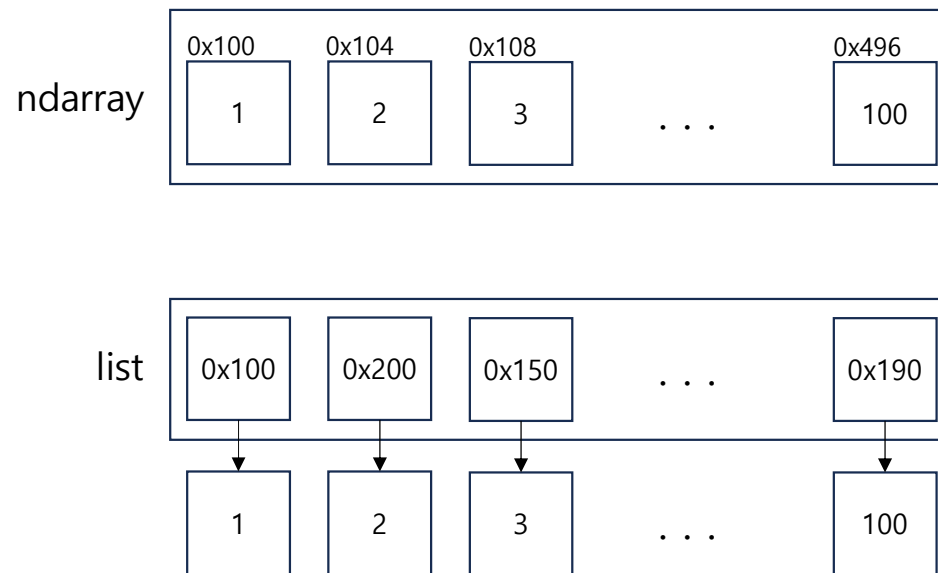 0x100 0x104 0x108 0x496
ndarray 1 2 3 . . . 100
list 0x100 0x200 0x150 . . . 0x190
1 2 3 . . . 100